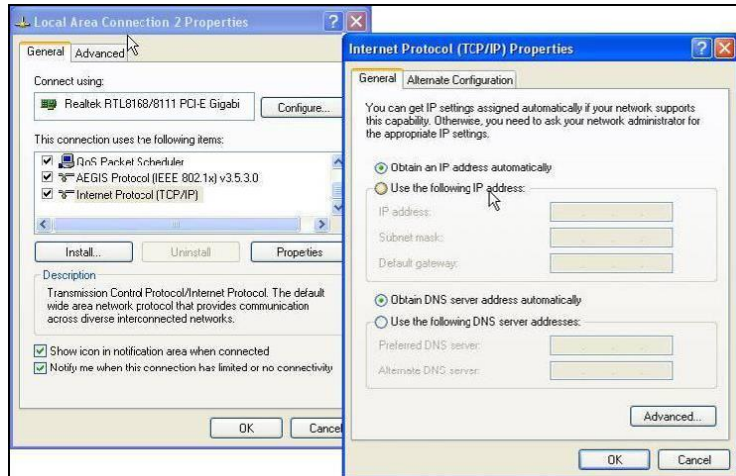 Local Area Connection 2 Properties
General
Advanced
Connect using:
Realtek RTL8168/8111 PCI-E Gigabi
Configure...
This connection uses the following items:
QoS Packet Scheduler
AEGIS Protocol (IEEE 802.1x) v3.5.3.0
Internet Protocol (TCP/IP)
Install...
Uninstall
Properties
Description
Transmission Control Protocol/Internet Protocol. The default
wide area network protocol that provides communication
across diverse interconnected networks.
Show icon in notification area when connected
Notify me when this connection has limited or no connectivity
OK
Cancel
Internet Protocol (TCP/IP) Properties
General
Alternate Configuration
You can get IP settings assigned automatically if your network supports
this capability. Otherwise, you need to ask your network administrator for
the appropriate IP settings.
Obtain an IP address automatically
Use the following IP address:
IP address:
Subnet mask:
Default gateway:
Obtain DNS server address automatically
Use the following DNS server addresses:
Preferred DNS server:
Alternate DNS server:
Advanced...
OK
Cancel